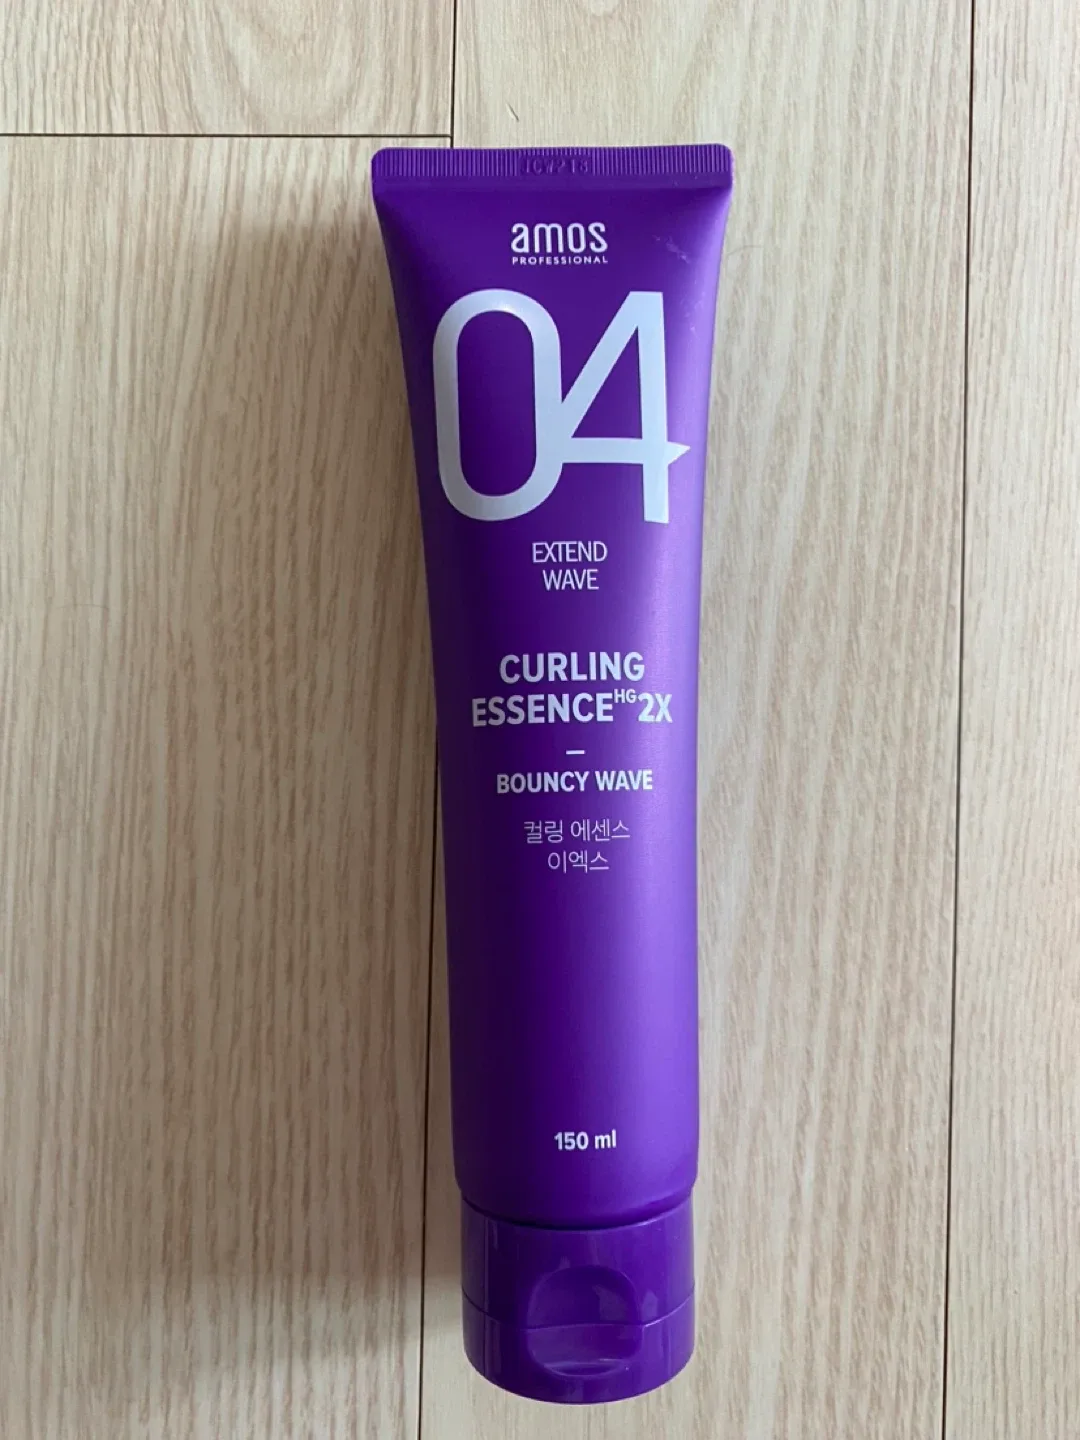 amos
PROFESSIONAL
04
EXTEND
WAVE
CURLING
ESSENCE HG 2X
BOUNCY WAVE
컬링 에센스
이엑스
150 ml